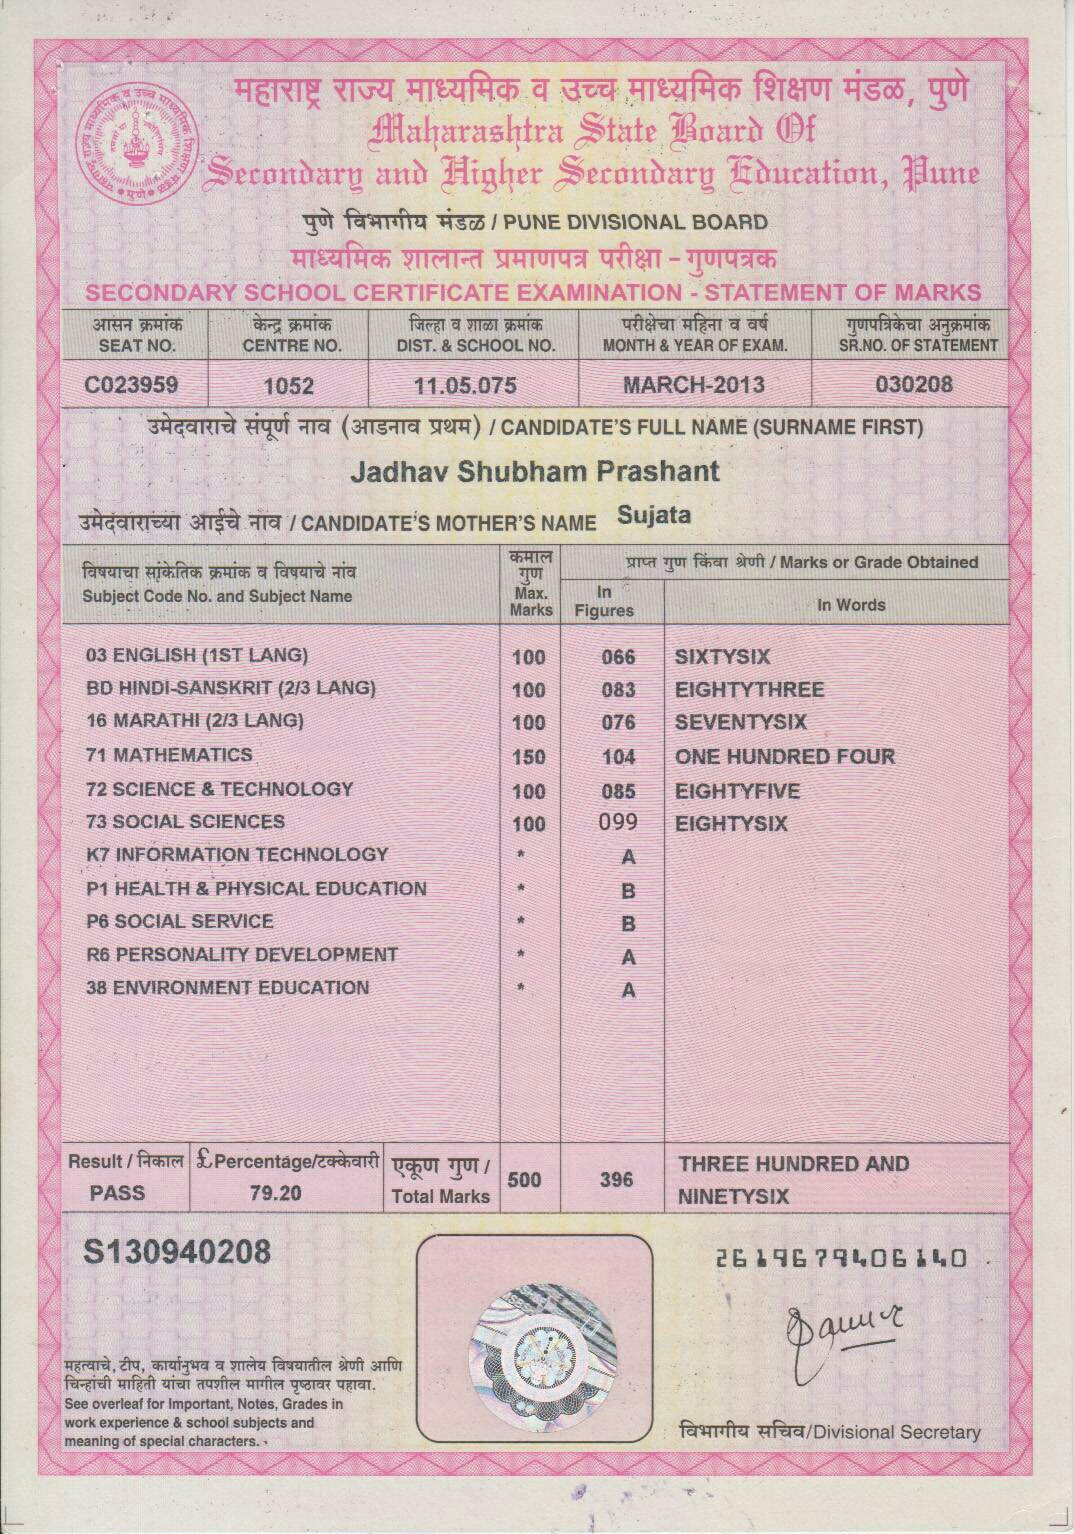 महाराष्ट्र राज्य माध्यमिक व उच्च माध्यमिक शिक्षण मंडळ, पुणे
Maharashtra State Board Of
Secondary and Higher Secondary Education, Pune
पुणे विभागीय मंडळ / PUNE DIVISIONAL BOARD
माध्यमिक शालान्त प्रमाणपत्र परीक्षा - गुणपत्रक
SECONDARY SCHOOL CERTIFICATE EXAMINATION - STATEMENT OF MARKS
आसन क्रमांक केन्द्र क्रमांक जिल्हा व शाळा क्रमांक परीक्षेचा महिना व वर्ष गुणपत्रिकेचा अनुक्रमांक
SEAT NO. CENTRE NO. DIST. & SCHOOL NO. MONTH & YEAR OF EXAM. SR.NO. OF STATEMENT
C023959 1052 11.05.075 MARCH-2013 030208
उमेदवाराचे संपूर्ण नाव (आडनाव प्रथम) / CANDIDATE'S FULL NAME (SURNAME FIRST)
Jadhav Shubham Prashant
उमेदवाराच्या आईचे नाव / CANDIDATE'S MOTHER'S NAME Sujata
विषयाचा सांकेतिक क्रमांक व विषयाचे नांव
Subject Code No. and Subject Name
कमाल
गुण
Max.
Marks
प्राप्त गुण किंवा श्रेणी / Marks or Grade Obtained
In
Figures
In Words
03 ENGLISH (1ST LANG) 100 066 SIXTYSIX
BD HINDI-SANSKRIT (2/3 LANG) 100 083 EIGHTYTHREE
16 MARATHI (2/3 LANG) 100 076 SEVENTYSIX
71 MATHEMATICS 150 104 ONE HUNDRED FOUR
72 SCIENCE & TECHNOLOGY 100 085 EIGHTYFIVE
73 SOCIAL SCIENCES 100 099 EIGHTYSIX
K7 INFORMATION TECHNOLOGY * A
P1 HEALTH & PHYSICAL EDUCATION * B
P6 SOCIAL SERVICE * B
R6 PERSONALITY DEVELOPMENT * A
38 ENVIRONMENT EDUCATION * A
Result / निकाल £Percentage/टक्केवारी एकूण गुण /
PASS 79.20 Total Marks 500 396 THREE HUNDRED AND
NINETYSIX
S130940208
2619679406140
महत्वाचे, टीप, कार्यानुभव व शालेय विषयातील श्रेणी आणि
चिन्हांची माहिती यांचा तपशील मागील पृष्ठावर पहावा.
See overleaf for Important, Notes, Grades in
work experience & school subjects and
meaning of special characters.
विभागीय सचिव/Divisional Secretary